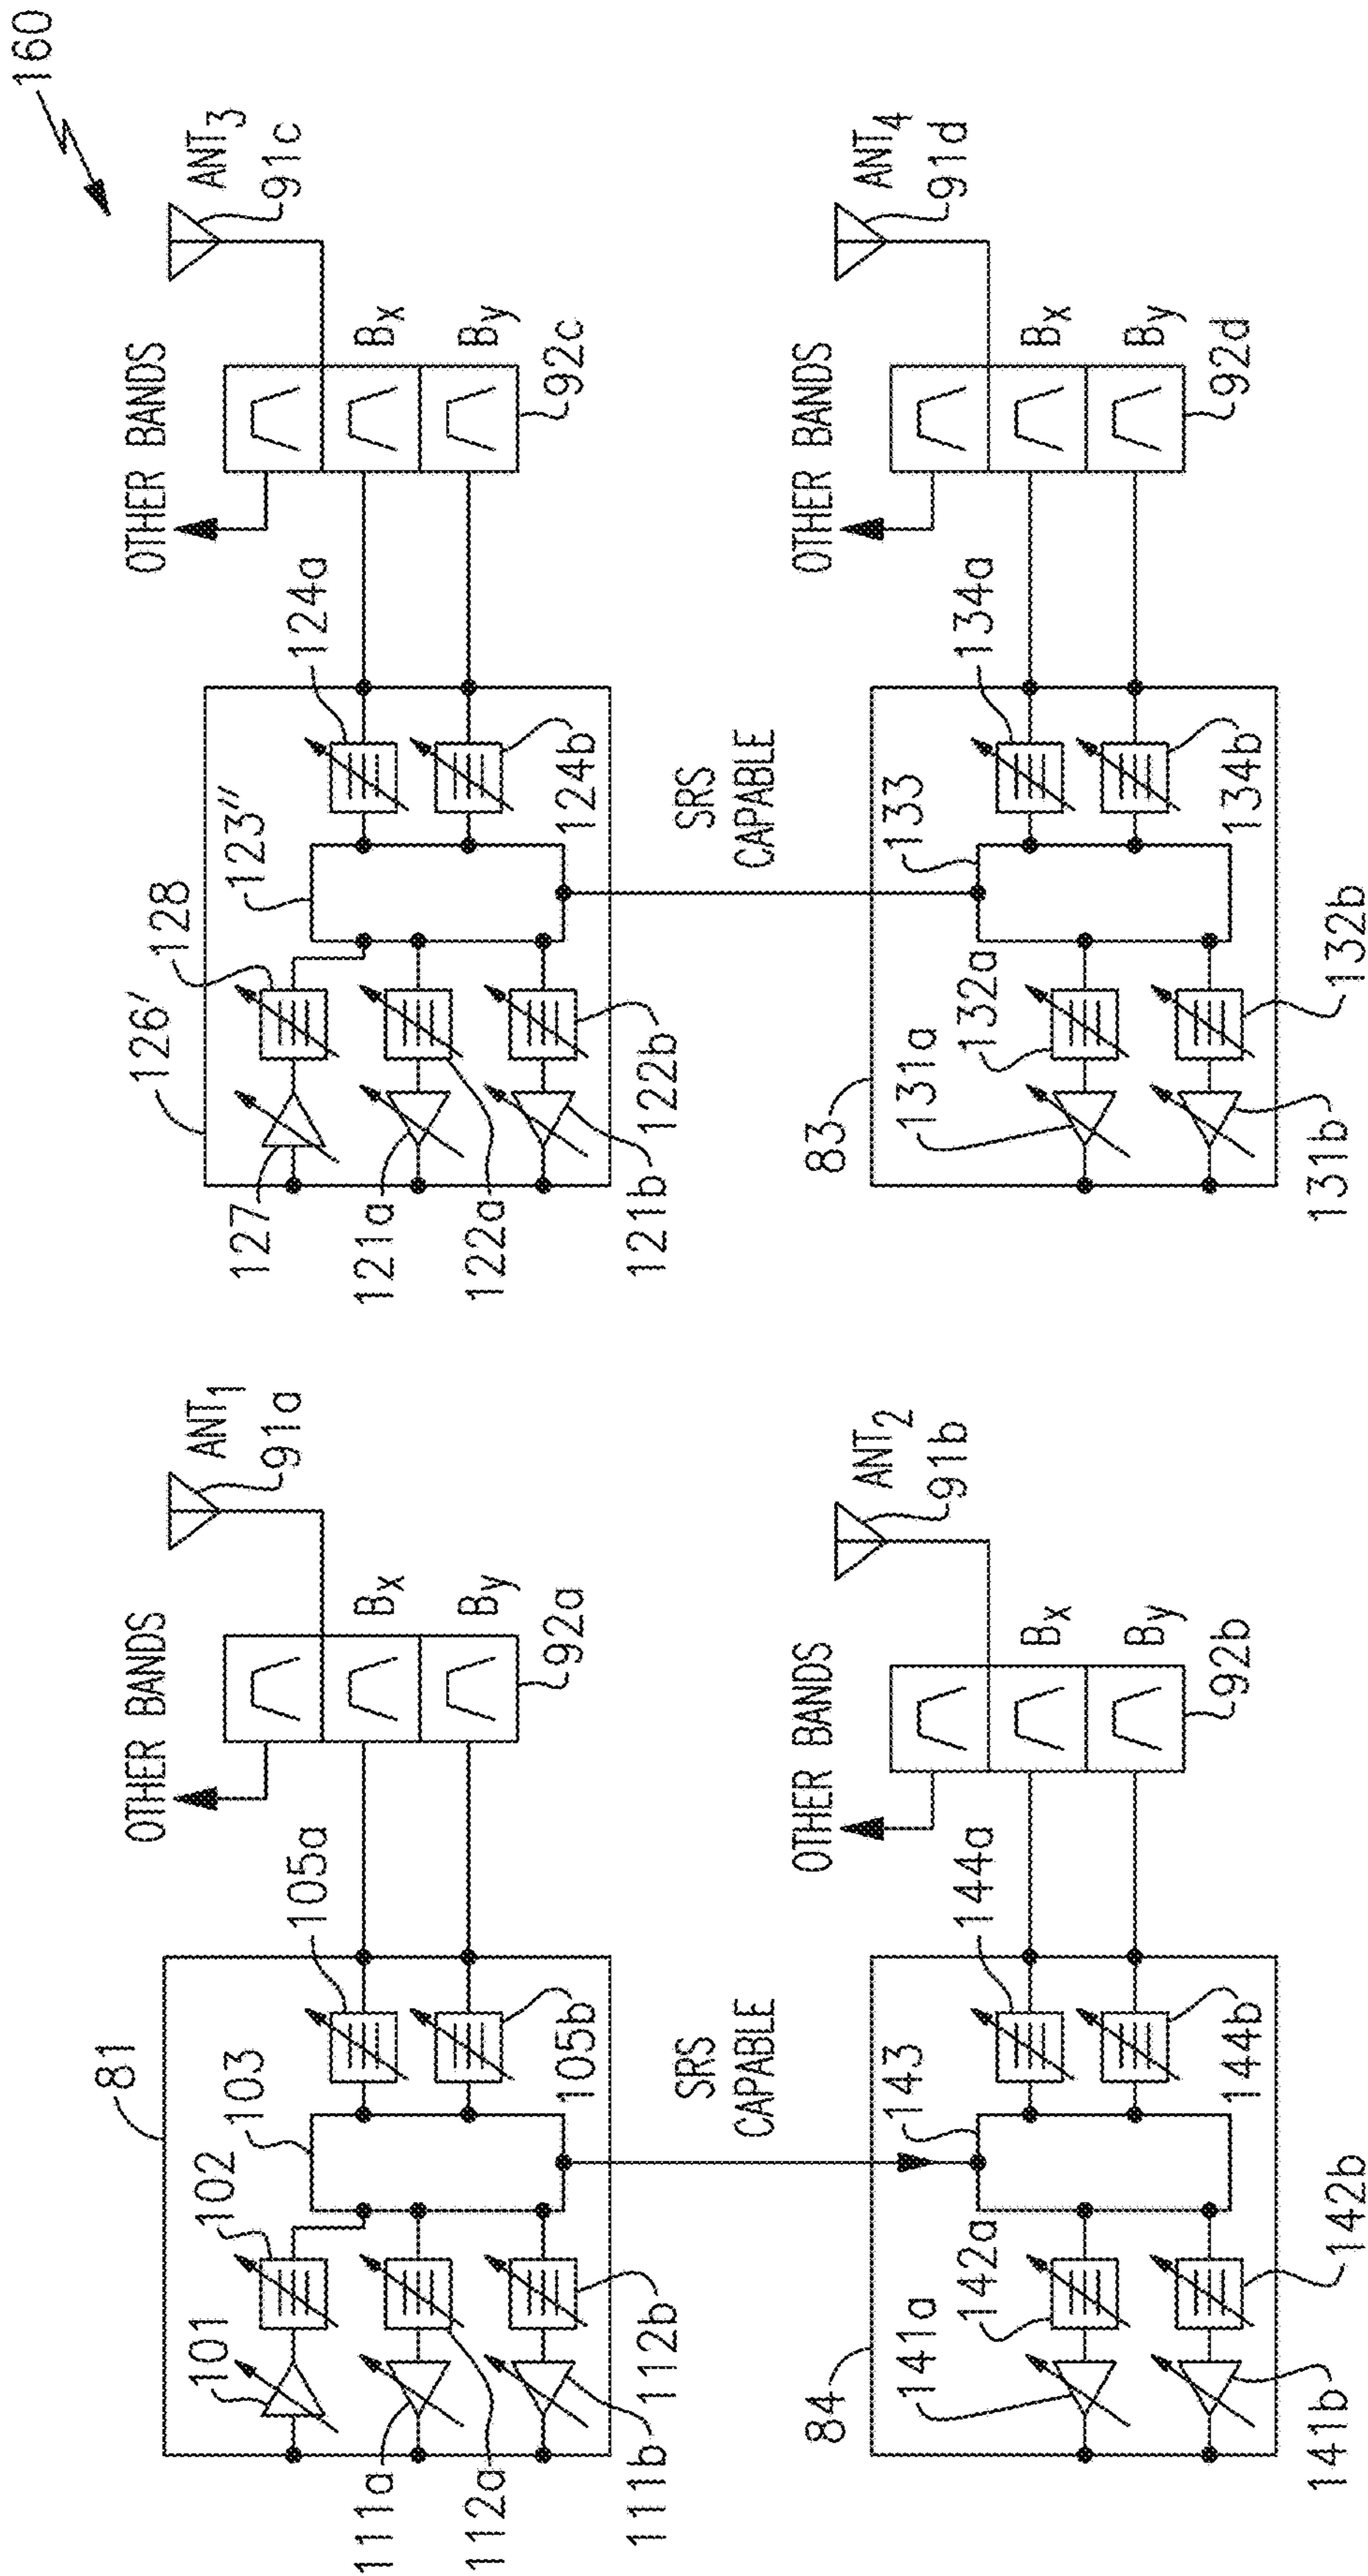 160
81
102
103
101
105a
105b
111a
112a
111b
112b
OTHER BANDS
ANT1
91a
Bx
By
92a
SRS
CAPABLE
84
141a
142a
143
144a
144b
141b
142b
OTHER BANDS
ANT2
91b
Bx
By
92b
126'
128
123"
127
124a
124b
121a
122a
121b
122b
OTHER BANDS
ANT3
91c
Bx
By
92c
SRS
CAPABLE
83
131a
132a
133
134a
134b
131b
132b
OTHER BANDS
ANT4
91d
Bx
By
92d